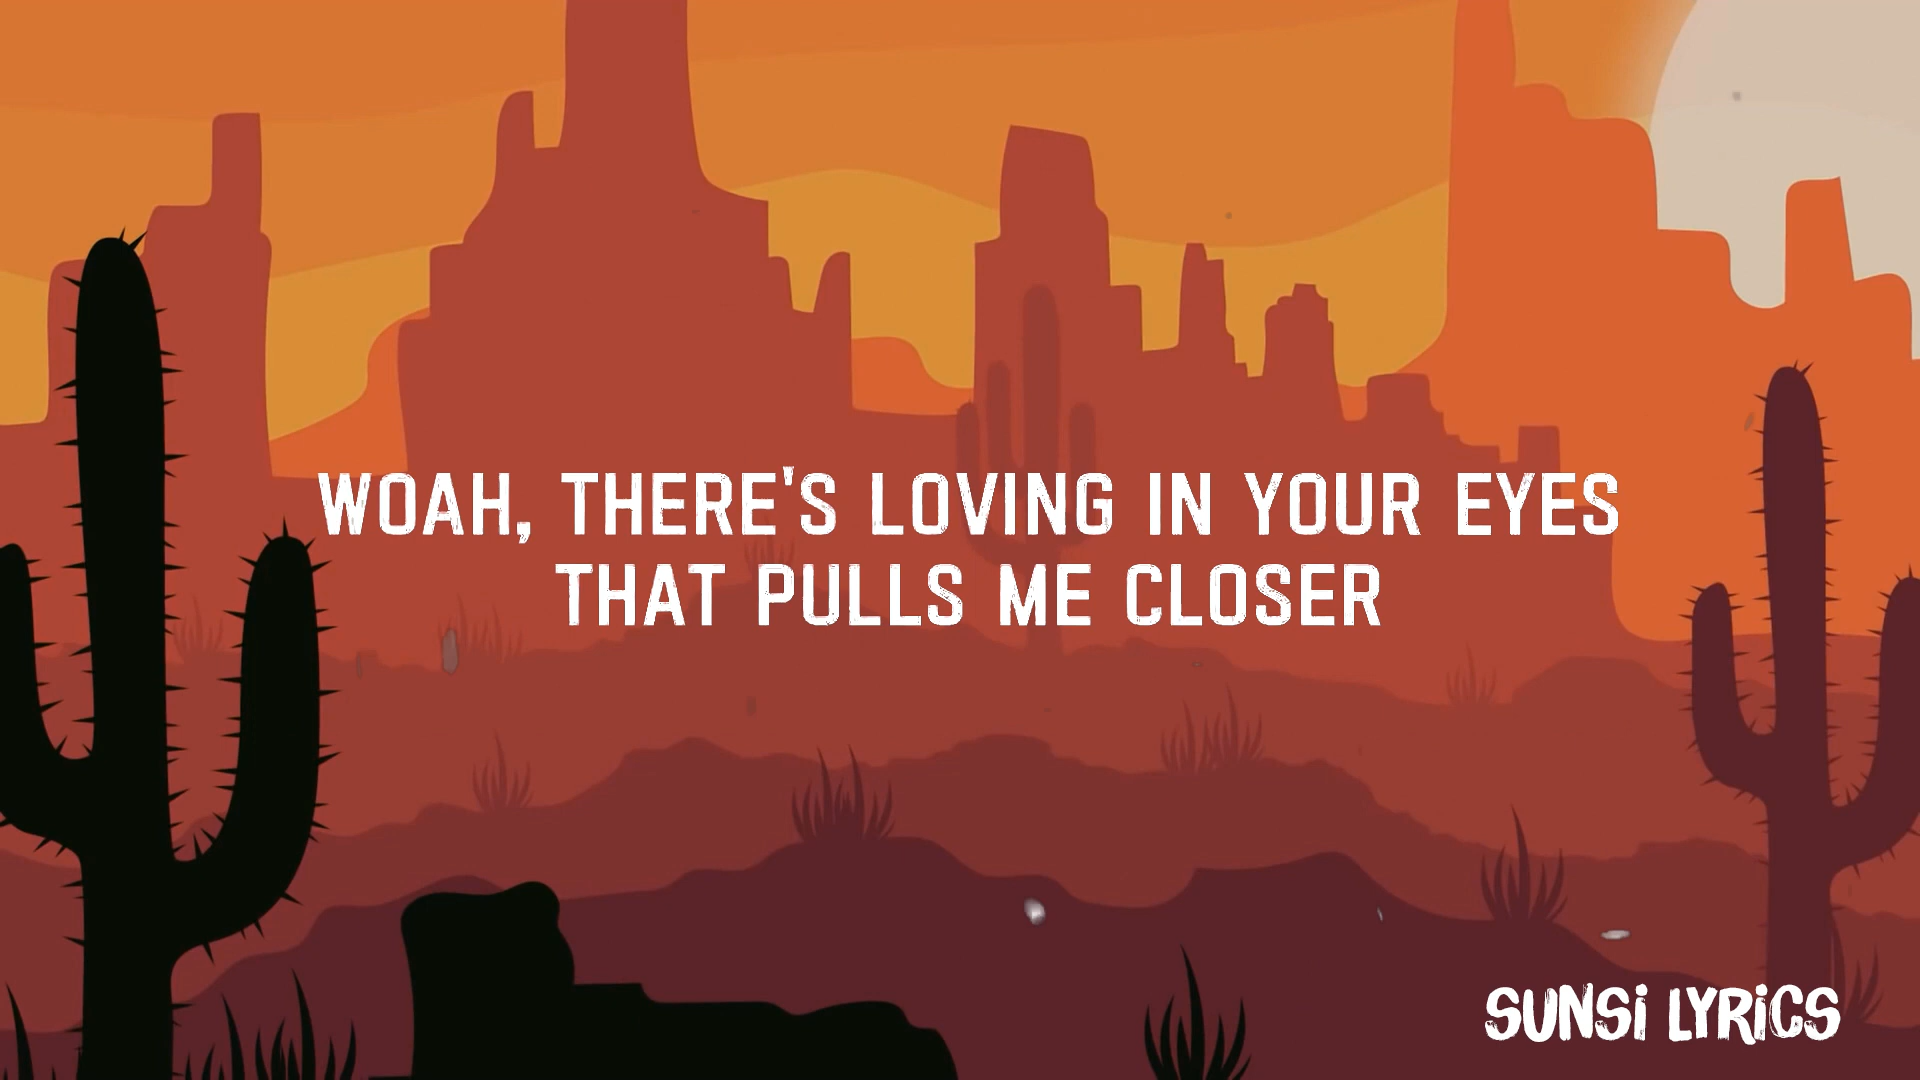 WOAH, THERE'S LOVING IN YOUR EYES
THAT PULLS ME CLOSER
SUNSi LYRiCS